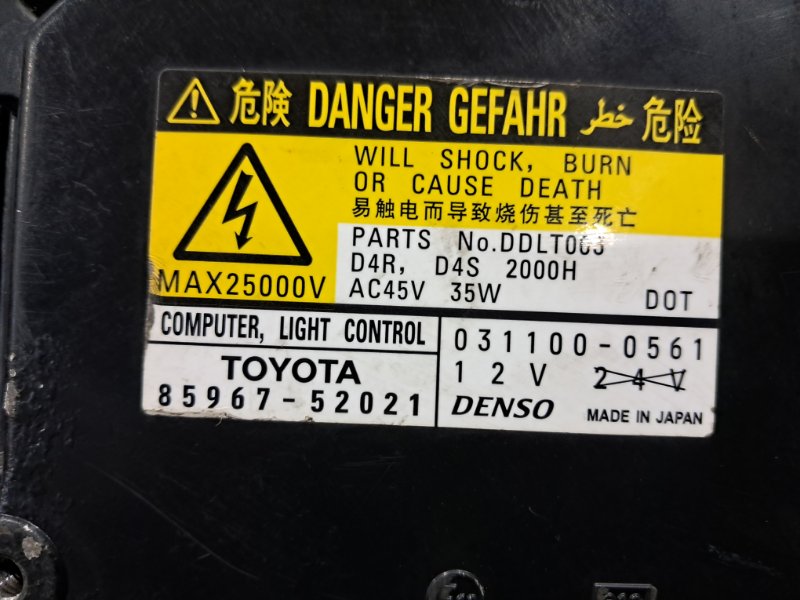 危険 DANGER GEFAHR خطر 危险
WILL SHOCK, BURN
OR CAUSE DEATH
易触电而导致烧伤甚至死亡
MAX25000V
PARTS No.DDLT003
D4R, D4S 2000H
AC45V 35W DOT
COMPUTER, LIGHT CONTROL
TOYOTA
85967-52021
031100-0561
12V 24V
DENSO MADE IN JAPAN